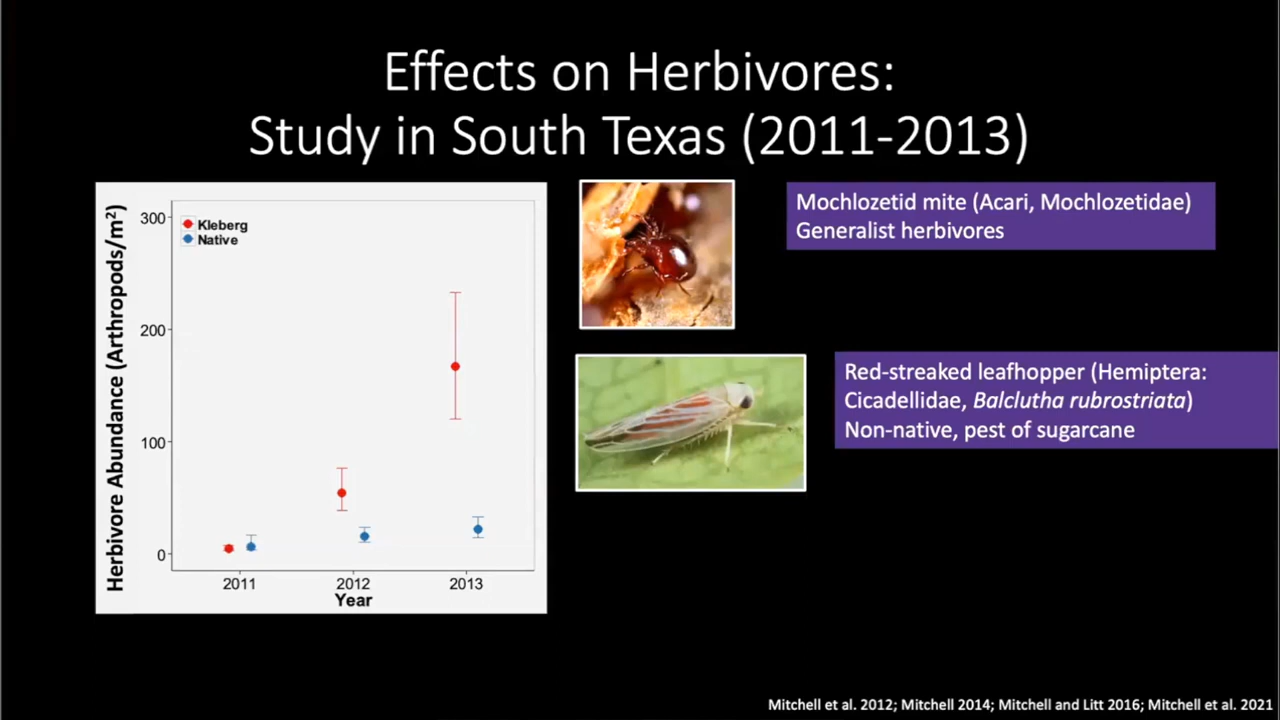 Effects on Herbivores:
Study in South Texas (2011-2013)
Herbivore Abundance (Arthropods/m²)
300
200
100
0
Kleberg
Native
2011
2012
2013
Year
Mochlozetid mite (Acari, Mochlozetidae)
Generalist herbivores
Red-streaked leafhopper (Hemiptera:
Cicadellidae, Balclutha rubrostriata)
Non-native, pest of sugarcane
Mitchell et al. 2012; Mitchell 2014; Mitchell and Litt 2016; Mitchell et al. 2021